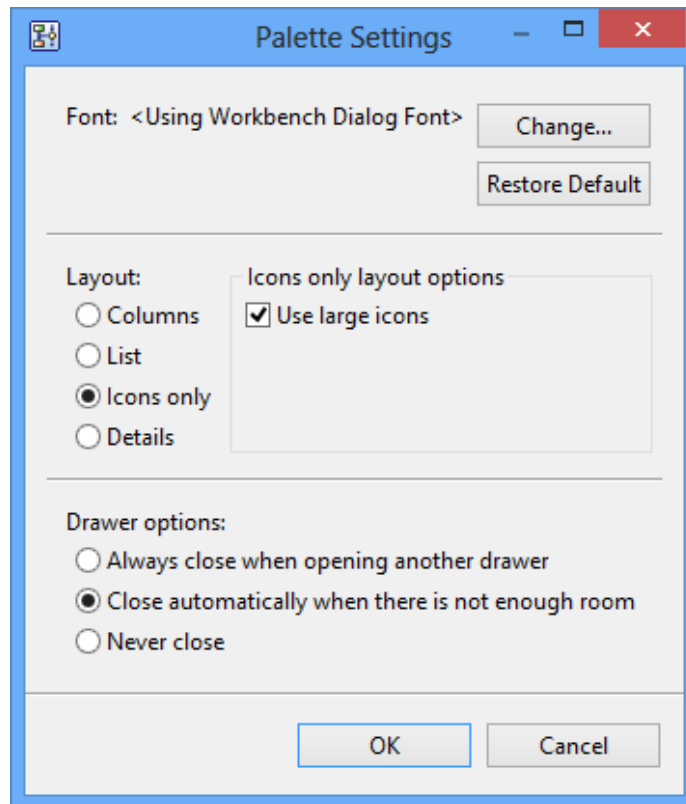 Palette Settings
Font: <Using Workbench Dialog Font>
Change...
Restore Default
Layout:
Columns
List
Icons only
Details
Icons only layout options
Use large icons
Drawer options:
Always close when opening another drawer
Close automatically when there is not enough room
Never close
OK
Cancel